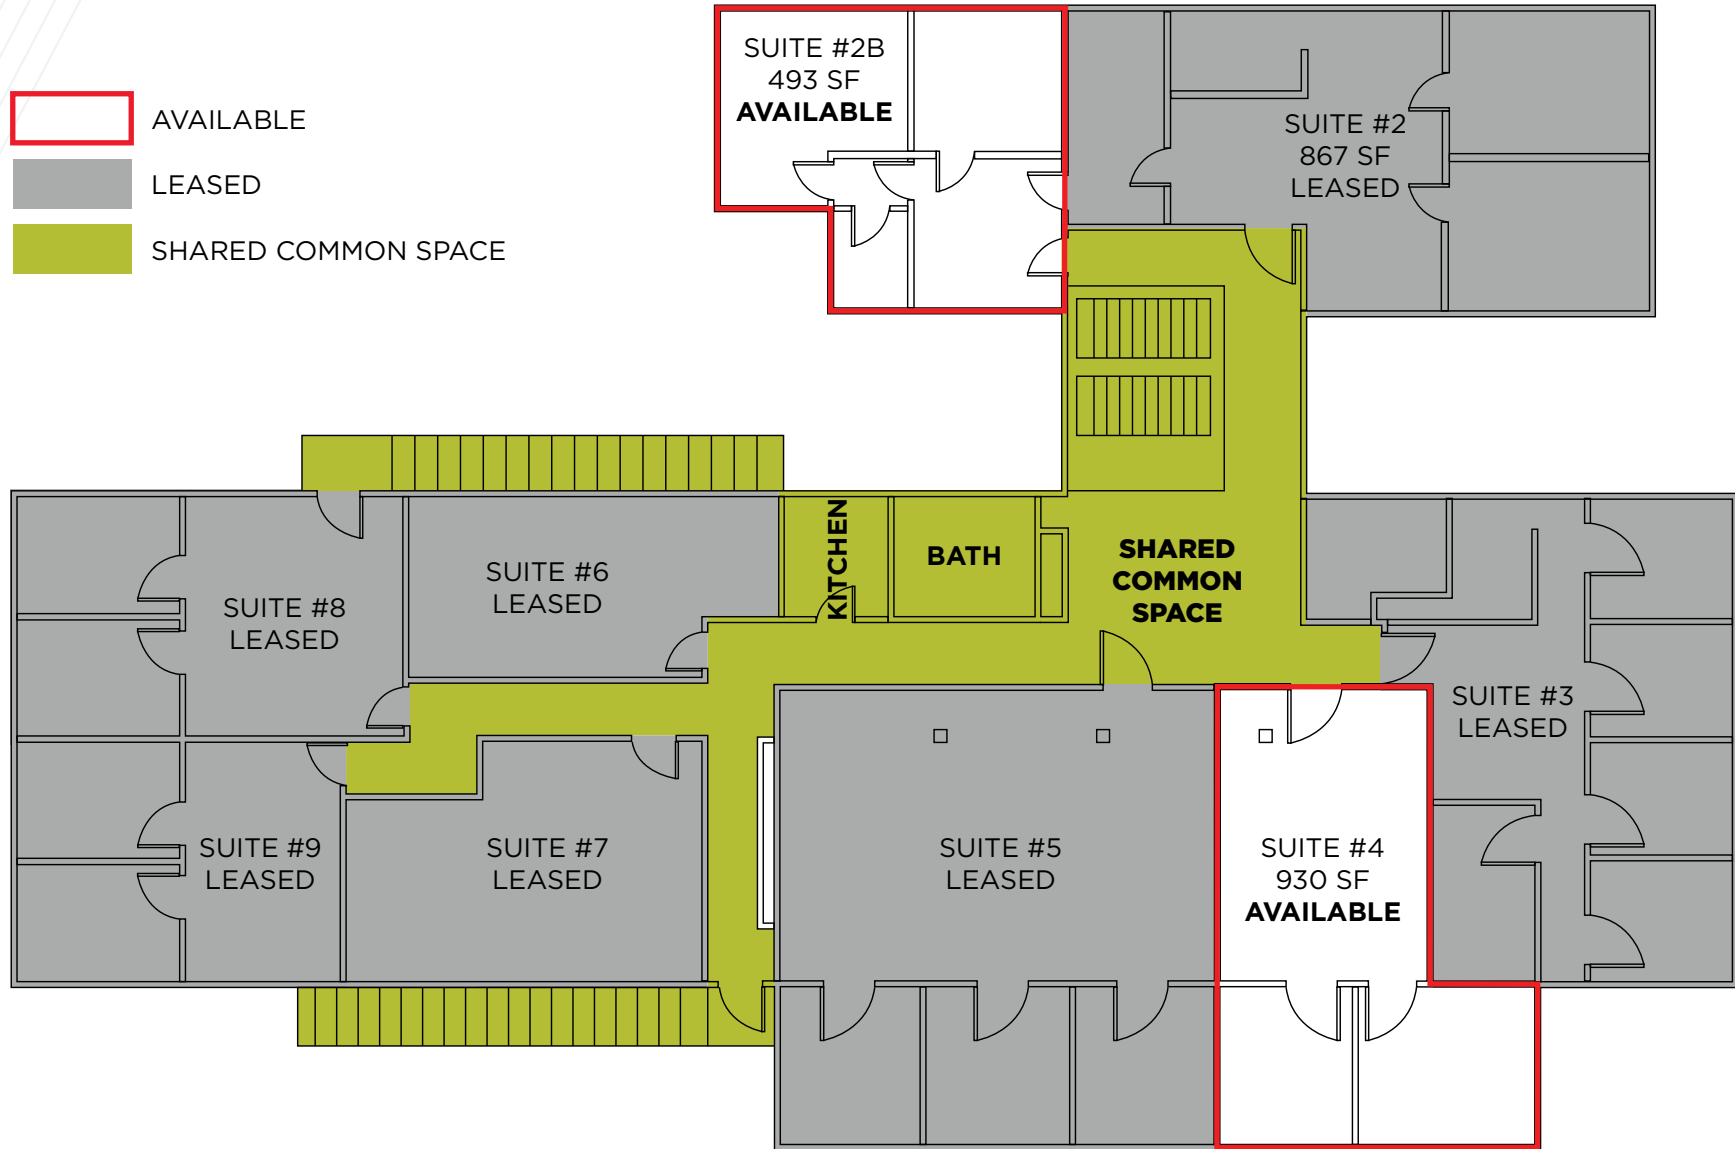 AVAILABLE
LEASED
SHARED COMMON SPACE
SUITE #2B
493 SF
AVAILABLE
SUITE #2
867 SF
LEASED
KITCHEN
BATH
SHARED
COMMON
SPACE
SUITE #6
LEASED
SUITE #8
LEASED
SUITE #3
LEASED
SUITE #9
LEASED
SUITE #7
LEASED
SUITE #5
LEASED
SUITE #4
930 SF
AVAILABLE